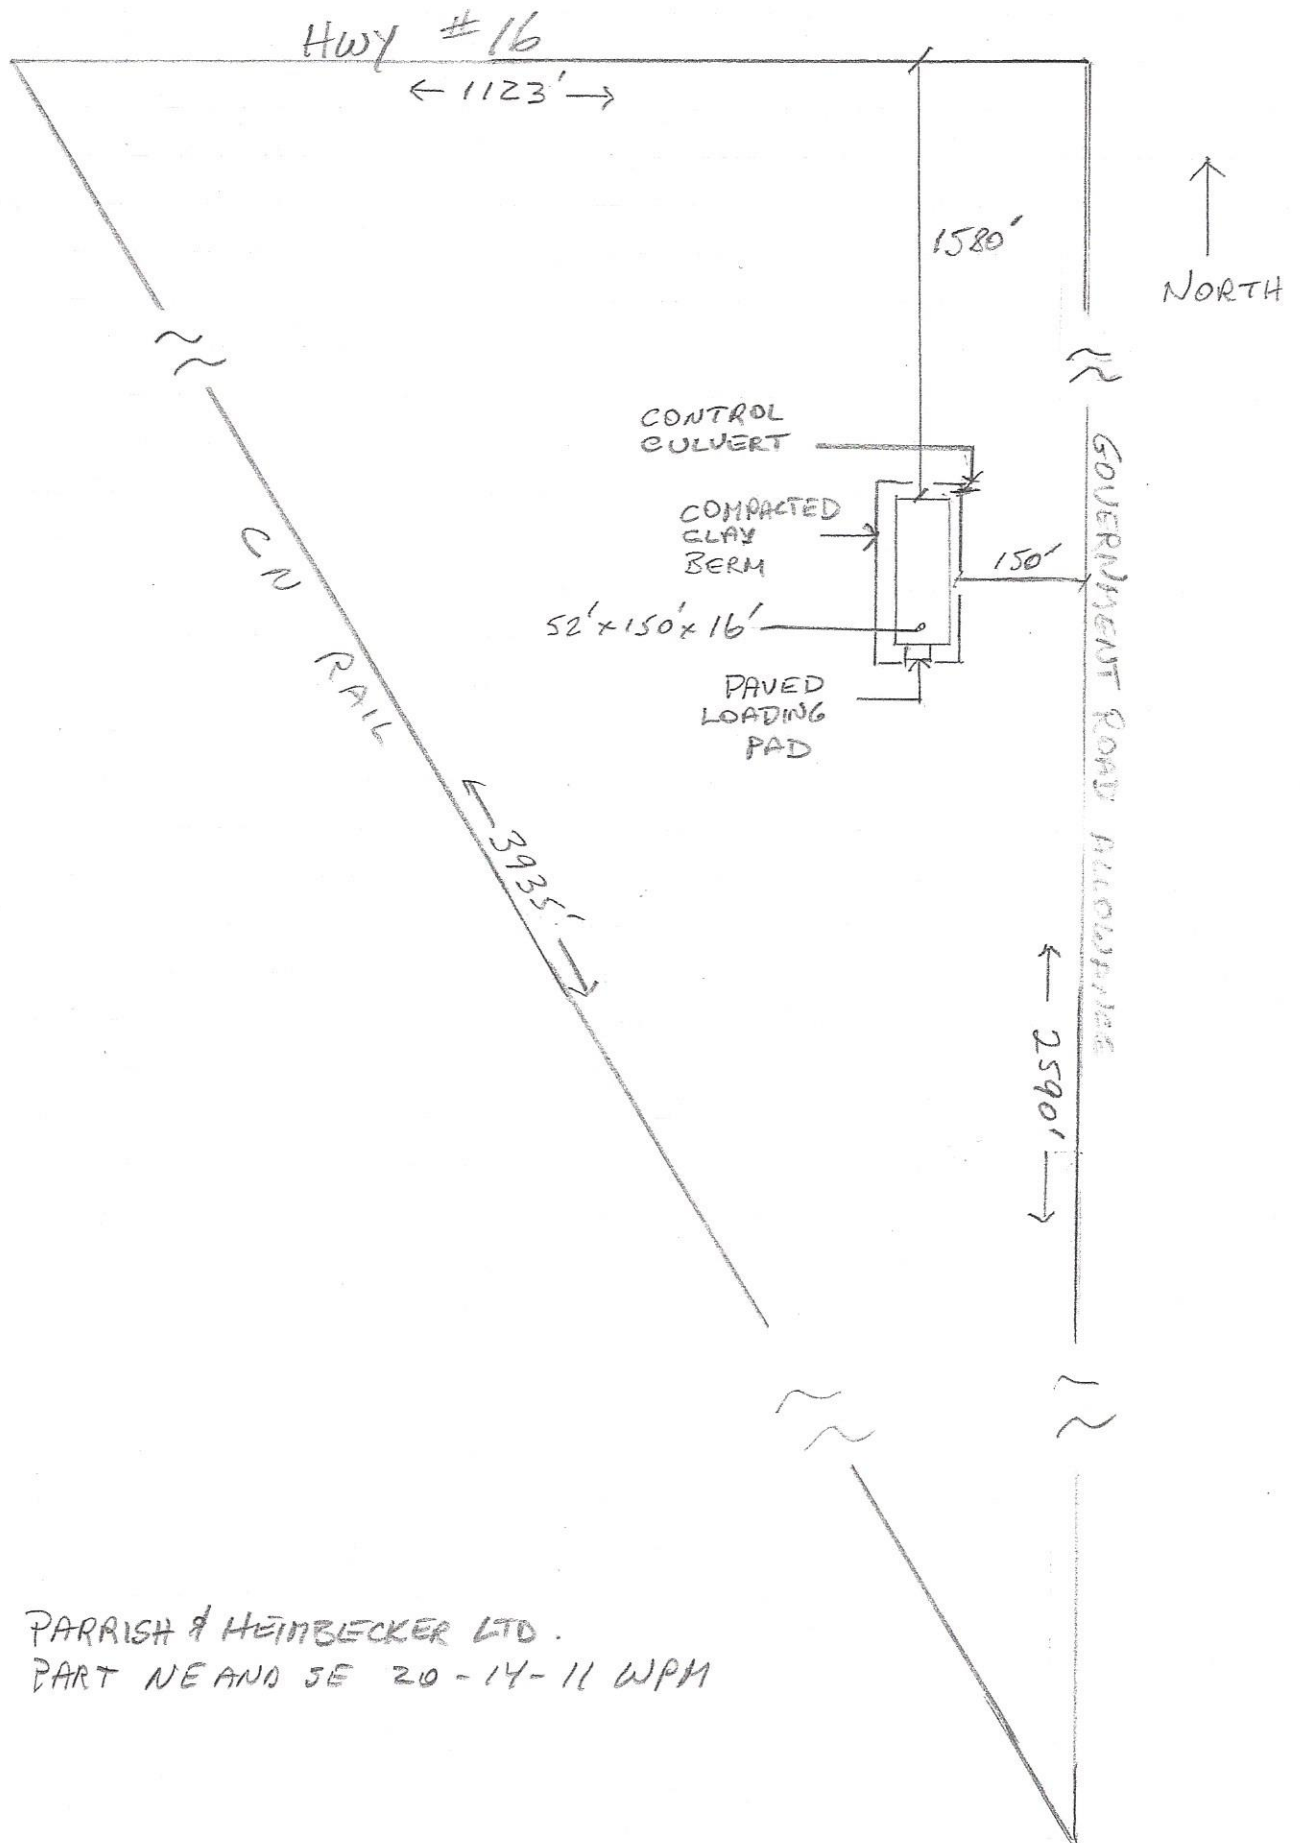 HWY #16
← 1123' →
1580'
NORTH
CONTROL
CULVERT
COMPACTED
CLAY
BERM
150'
52' x 150' x 16'
PAVED
LOADING
PAD
GOVERNMENT ROAD ALLOWANCE
CN RAIL
← 3935' →
← 2590' →
PARRISH & HEIMBECKER LTD.
PART NE AND SE 20-14-11 WPM